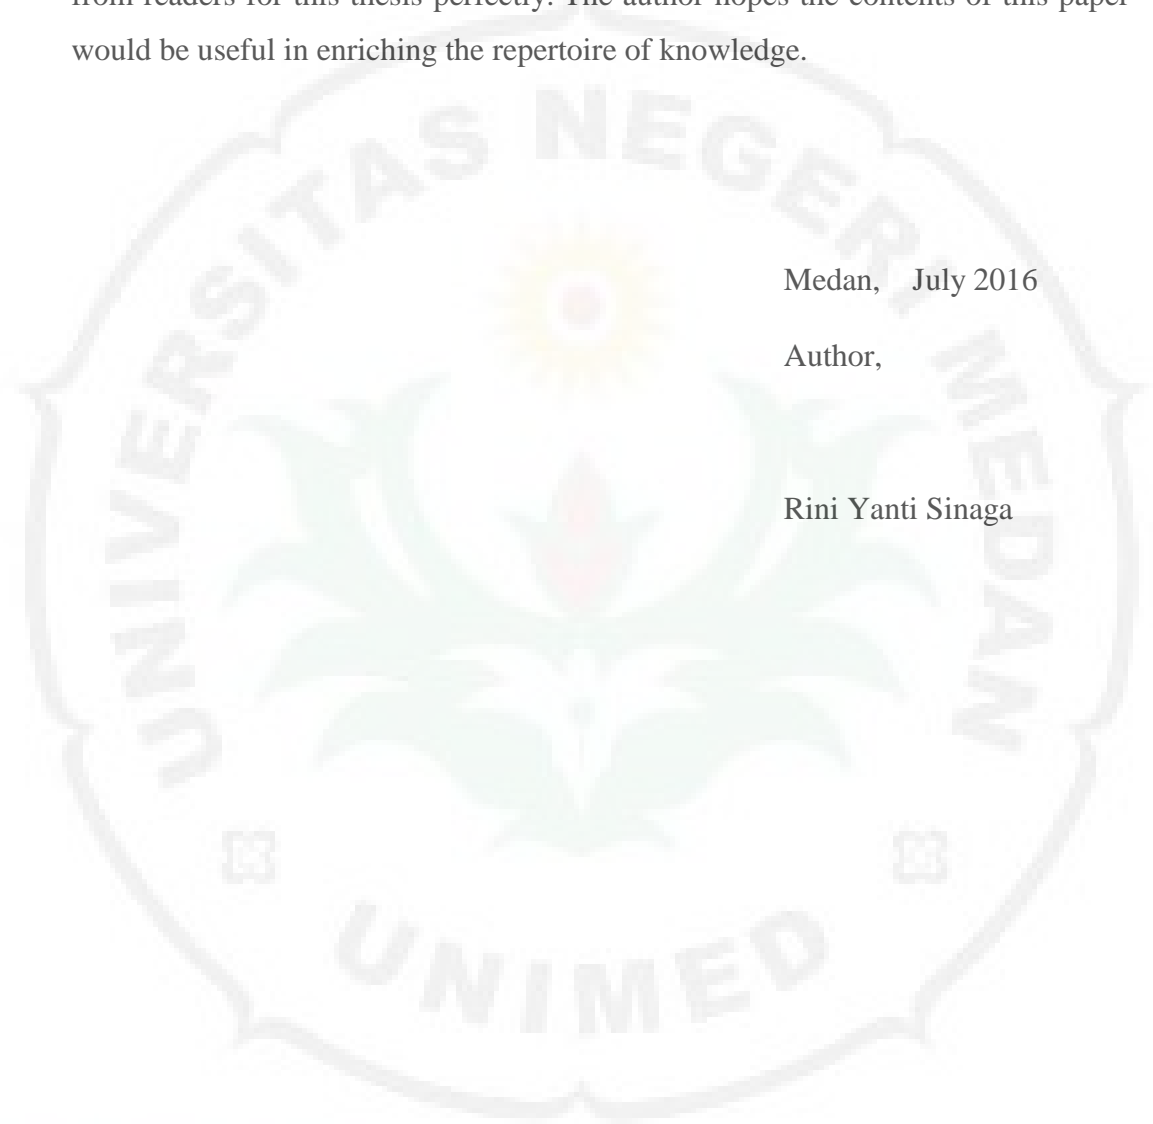 from readers for this thesis perfectly. The author hopes the contents of this paper
would be useful in enriching the repertoire of knowledge.
UNIVERSITAS NEGERI MEDAN
Medan, July 2016
Author,
Rini Yanti Sinaga
UNIMED